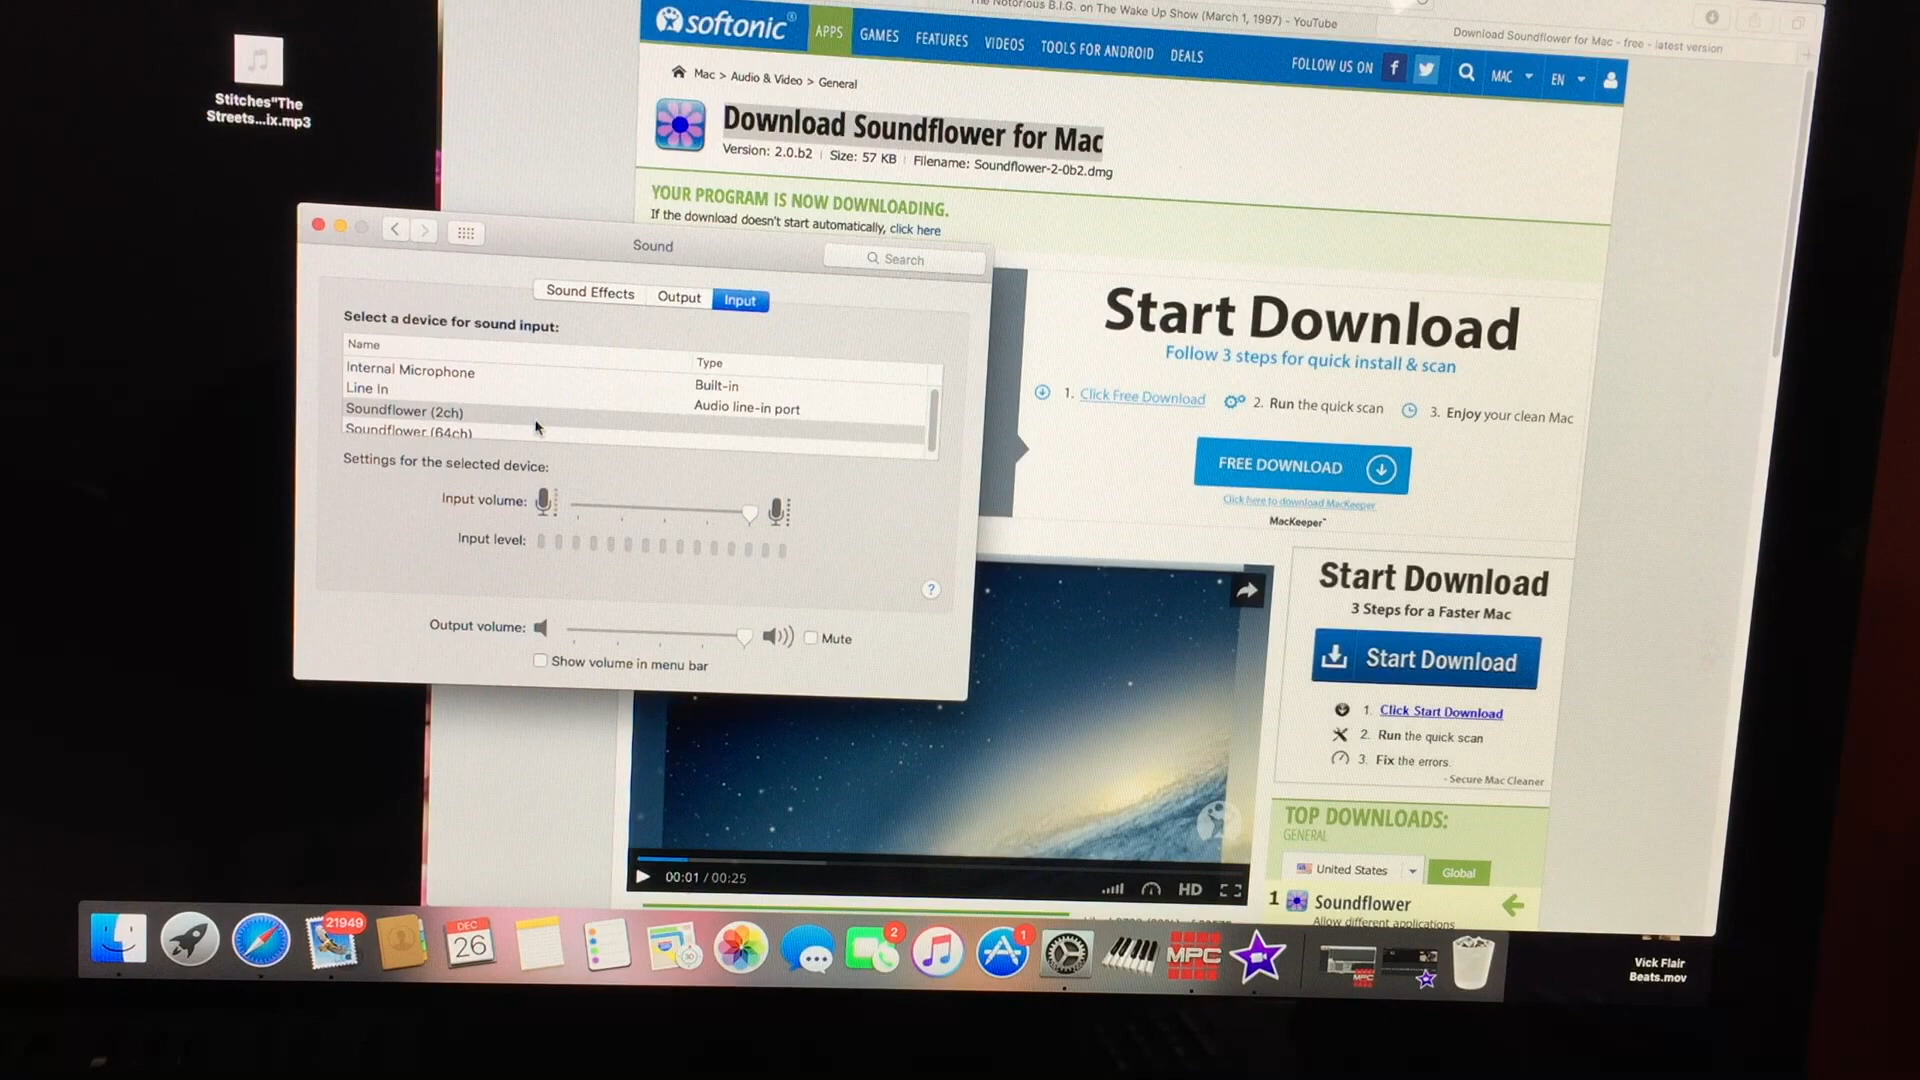 The Notorious B.I.G. on The Wake Up Show (March 1, 1997) - YouTube
Download Soundflower for Mac - free - latest version
softonic
APPS GAMES FEATURES VIDEOS TOOLS FOR ANDROID DEALS
FOLLOW US ON f MAC EN
Mac > Audio & Video > General
Download Soundflower for Mac
Version: 2.0.b2 | Size: 57 KB | Filename: Soundflower-2-0b2.dmg
YOUR PROGRAM IS NOW DOWNLOADING.
If the download doesn't start automatically, click here
Stitches"The
Streets...ix.mp3
Sound
Search
Sound Effects Output Input
Select a device for sound input:
Name Type
Internal Microphone Built-in
Line In Audio line-in port
Soundflower (2ch)
Soundflower (64ch)
Settings for the selected device:
Input volume:
Input level:
?
Output volume: Mute
Show volume in menu bar
Start Download
Follow 3 steps for quick install & scan
1. Click Free Download 2. Run the quick scan 3. Enjoy your clean Mac
FREE DOWNLOAD
Click here to download MacKeeper
MacKeeper™
Start Download
3 Steps for a Faster Mac
Start Download
1. Click Start Download
2. Run the quick scan
3. Fix the errors.
- Secure Mac Cleaner
TOP DOWNLOADS:
GENERAL
United States Global
1 Soundflower
Allow different applications
00:01 / 00:25
HD
21949
DEC
26
30
2
1
MPC
MPC
Vick Flair
Beats.mov